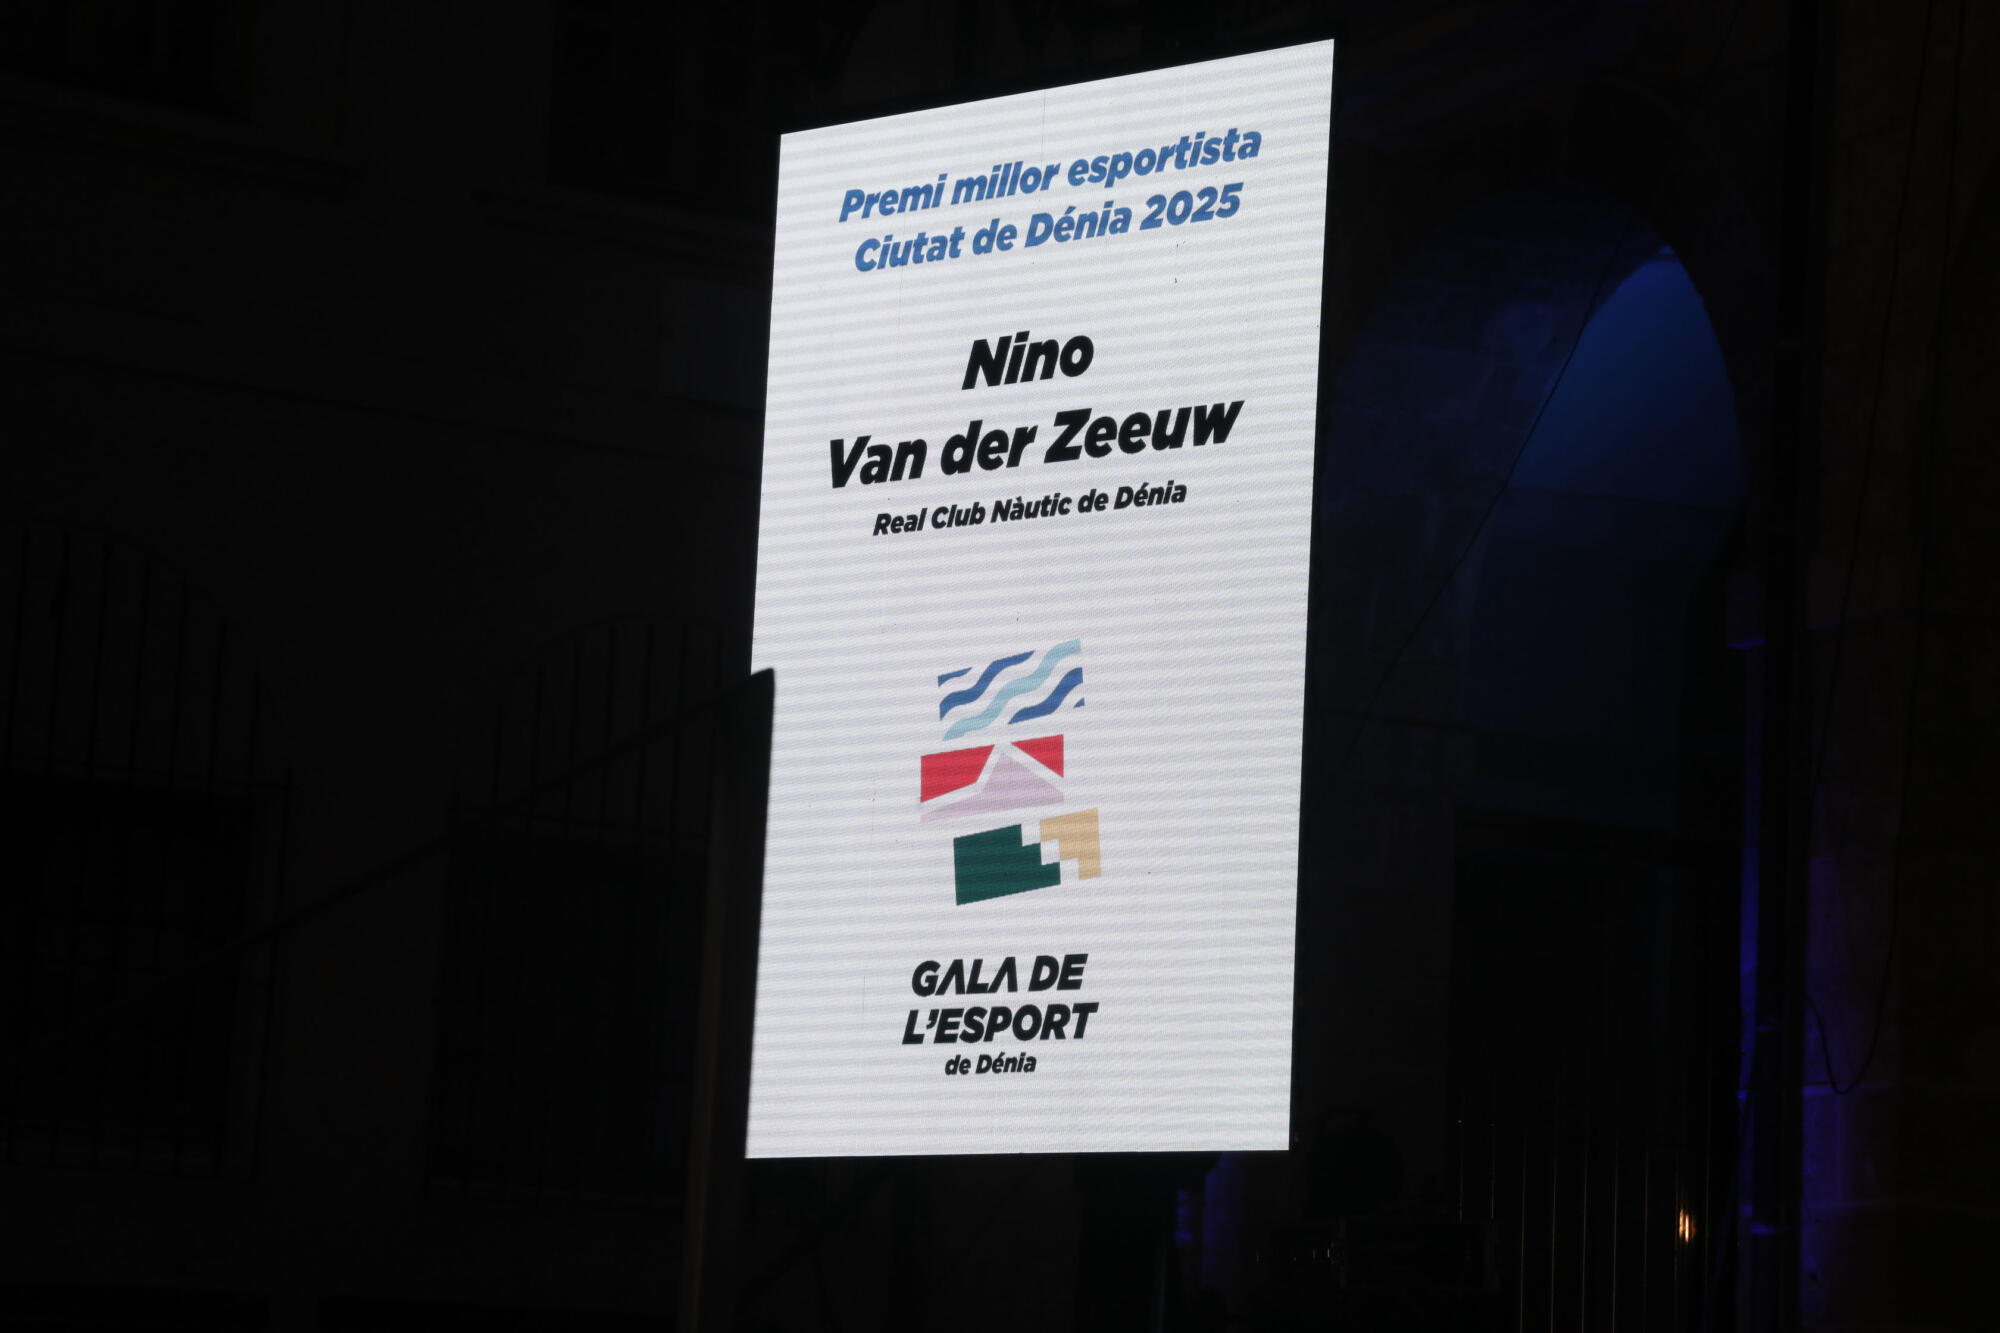 Premi millor esportista
Ciutat de Dénia 2025
Nino
Van der Zeeuw
Real Club Nàutic de Dénia
GALA DE
L'ESPORT
de Dénia